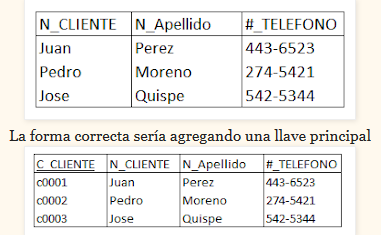 N_CLIENTE N_Apellido #_TELEFONO
Juan Perez 443-6523
Pedro Moreno 274-5421
Jose Quispe 542-5344
La forma correcta sería agregando una llave principal
C_CLIENTE N_CLIENTE N_Apellido #_TELEFONO
c0001 Juan Perez 443-6523
c0002 Pedro Moreno 274-5421
c0003 Jose Quispe 542-5344